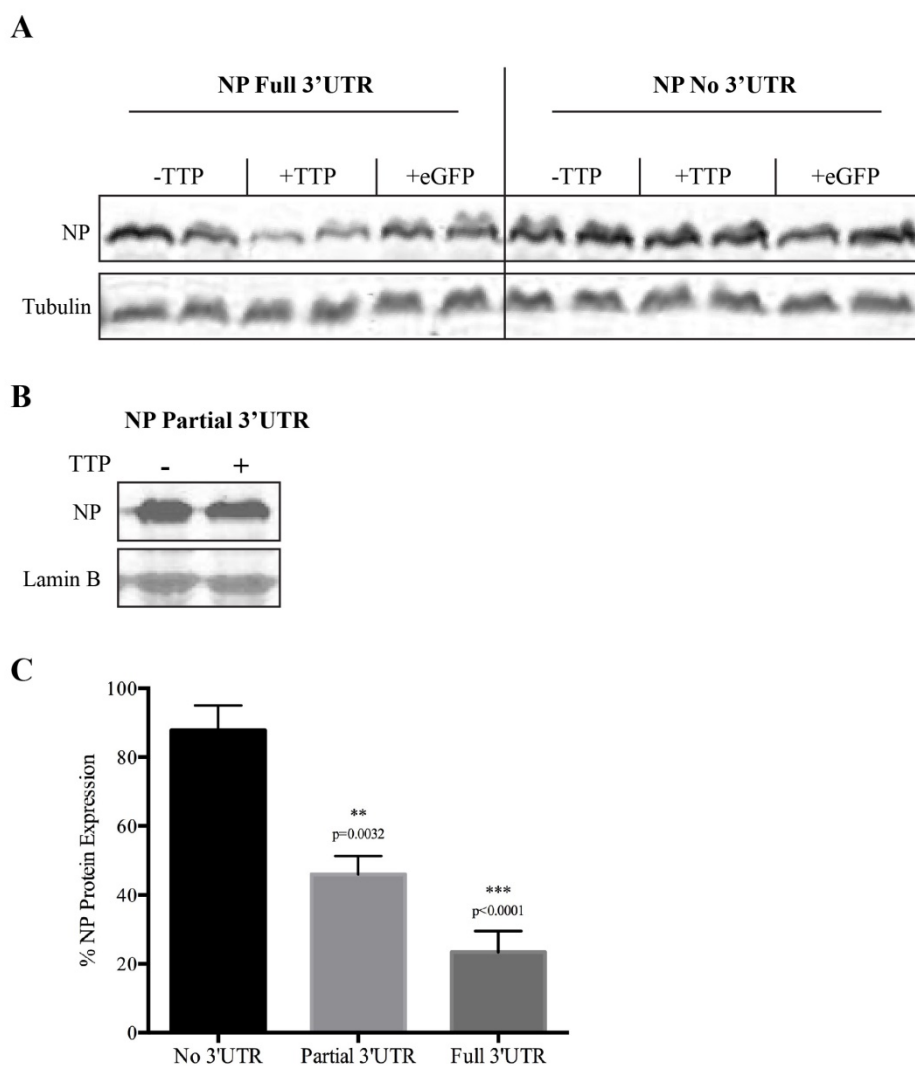 A
NP Full 3’UTR NP No 3’UTR
-TTP +TTP +eGFP -TTP +TTP +eGFP
NP
Tubulin
B
NP Partial 3’UTR
TTP - +
NP
Lamin B
C
% NP Protein Expression
100
80
60
40
20
0
**
p=0.0032
***
p<0.0001
No 3'UTR Partial 3'UTR Full 3'UTR